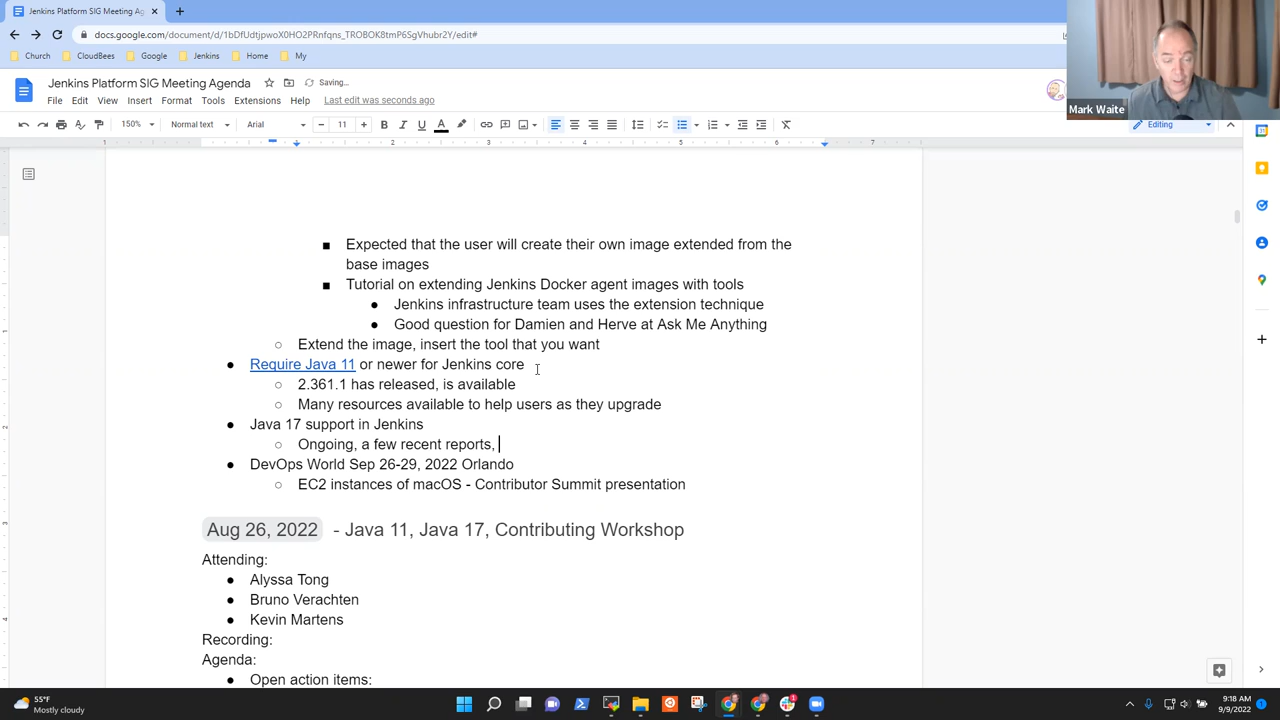 Jenkins Platform SIG Meeting Ag
docs.google.com/document/d/1bDfUdtjpwoX0HO2PRnfqns_TROBOK8tmP6SgVhubr2Y/edit#
Church CloudBees Google Jenkins Home My
Jenkins Platform SIG Meeting Agenda Saving...
File Edit View Insert Format Tools Extensions Help Last edit was seconds ago
Mark Waite
150% Normal text Arial 11 Editing
1 2 3 4 5 6 7
■ Expected that the user will create their own image extended from the
base images
■ Tutorial on extending Jenkins Docker agent images with tools
● Jenkins infrastructure team uses the extension technique
● Good question for Damien and Herve at Ask Me Anything
○ Extend the image, insert the tool that you want
● Require Java 11 or newer for Jenkins core
○ 2.361.1 has released, is available
○ Many resources available to help users as they upgrade
● Java 17 support in Jenkins
○ Ongoing, a few recent reports,
● DevOps World Sep 26-29, 2022 Orlando
○ EC2 instances of macOS - Contributor Summit presentation
Aug 26, 2022 - Java 11, Java 17, Contributing Workshop
Attending:
● Alyssa Tong
● Bruno Verachten
● Kevin Martens
Recording:
Agenda:
● Open action items:
55°F
Mostly cloudy
9:18 AM
9/9/2022